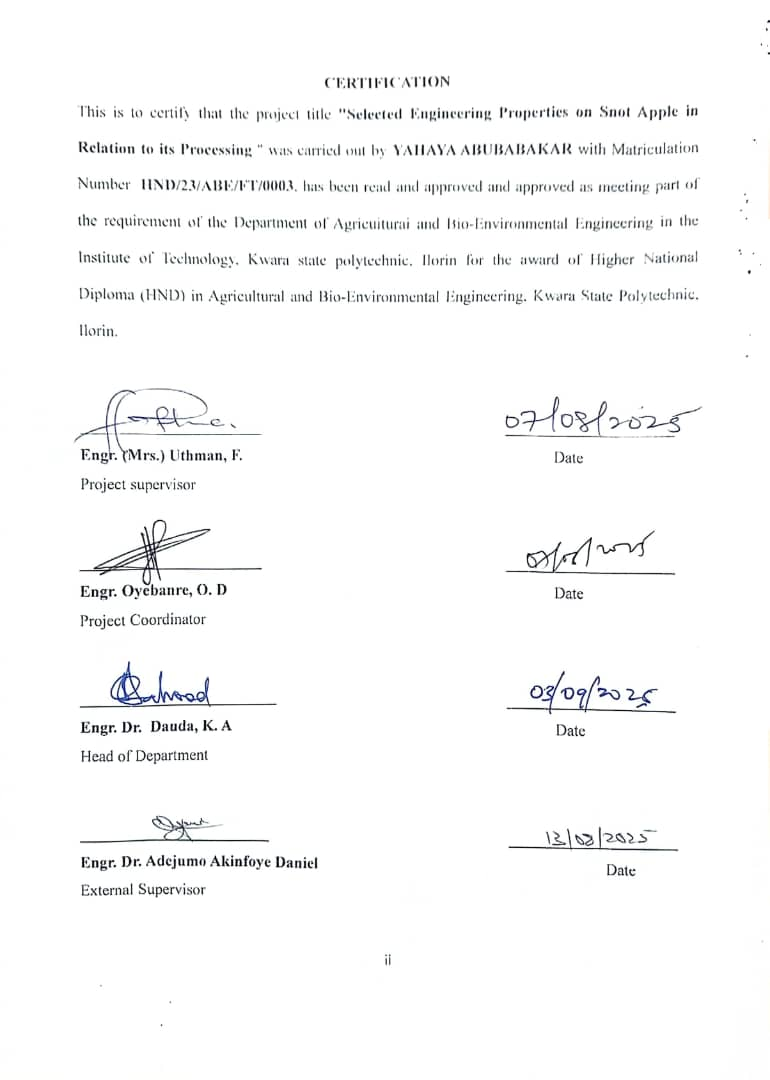 CERTIFICATION
This is to certify that the project title "Selected Engineering Properties on Snot Apple in
Relation to its Processing " was carried out by YAHAYA ABUBABAKAR with Matriculation
Number HND/23/ABE/FT/0003, has been read and approved and approved as meeting part of
the requirement of the Department of Agricultural and Bio-Environmental Engineering in the
Institute of Technology, Kwara state polytechnic, Ilorin for the award of Higher National
Diploma (HND) in Agricultural and Bio-Environmental Engineering, Kwara State Polytechnic,
Ilorin.
07/08/2025
Engr. (Mrs.) Uthman, F.
Date
Project supervisor
Engr. Oyebanre, O. D
Date
Project Coordinator
03/09/2025
Engr. Dr. Dauda, K. A
Date
Head of Department
13/08/2025
Engr. Dr. Adejumo Akinfoye Daniel
Date
External Supervisor
ii